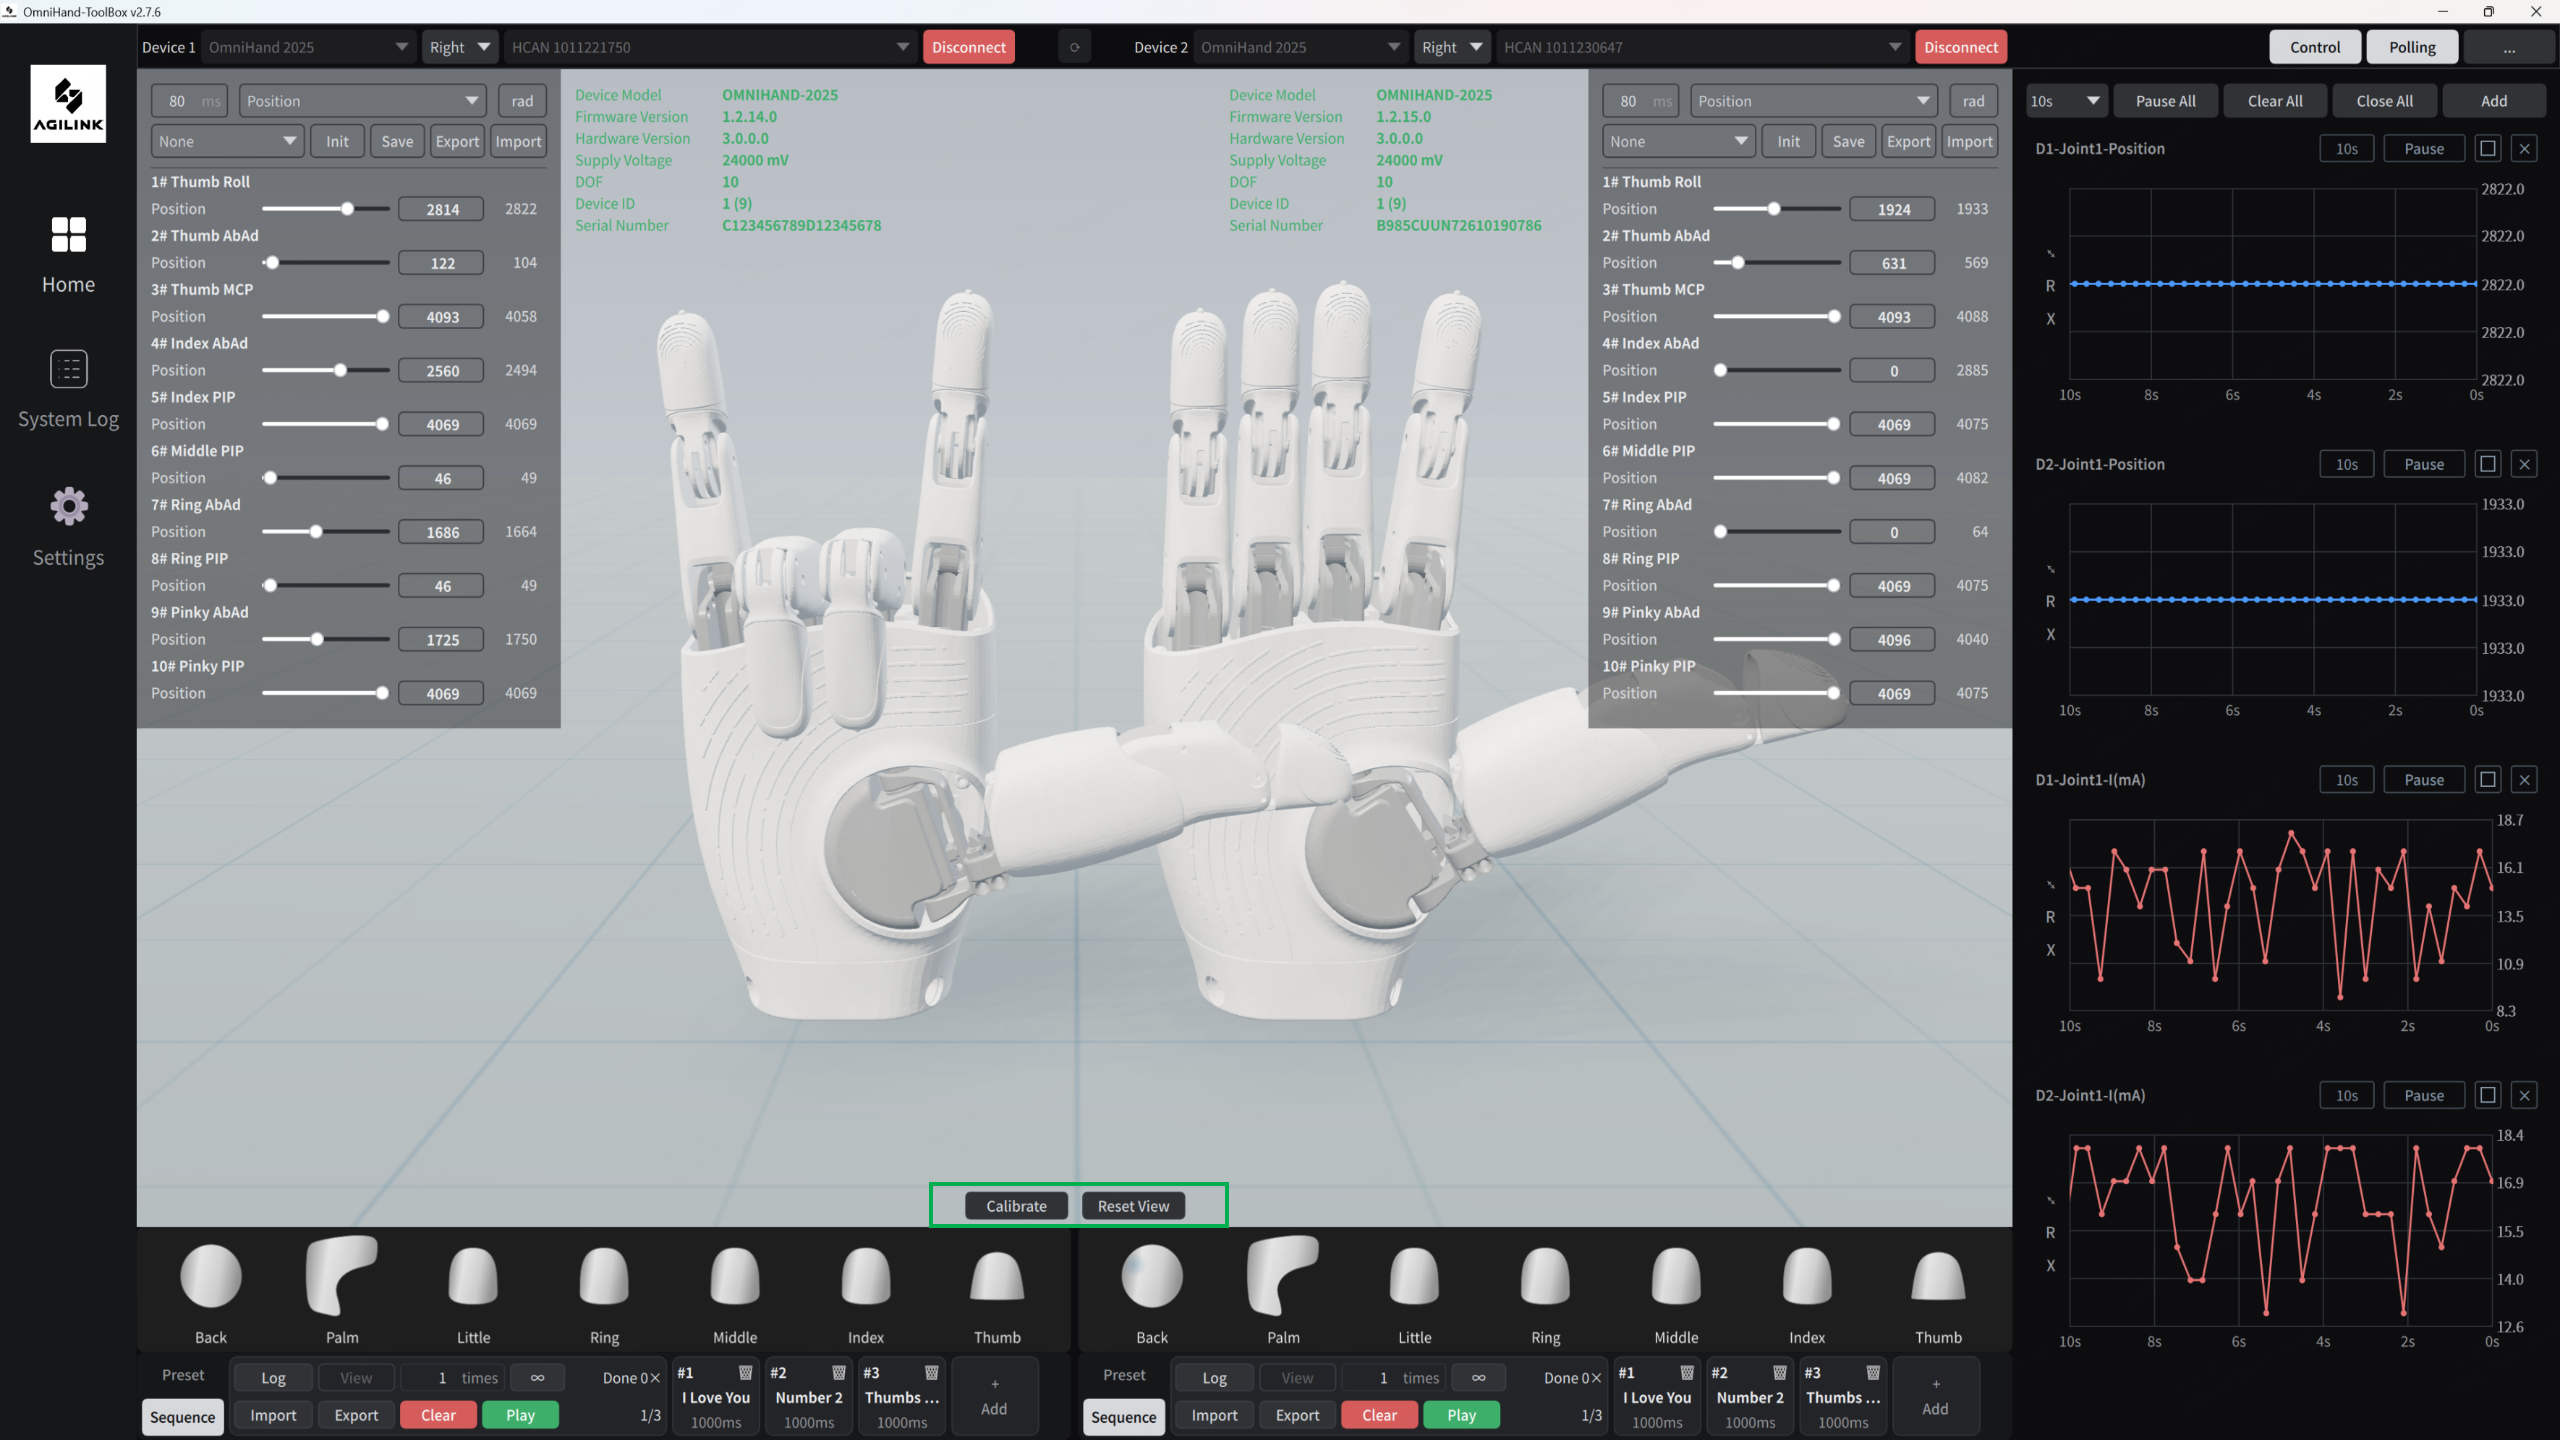 OmniHand-ToolBox v2.7.6
Device 1 OmniHand 2025 Right HCAN 1011221750 Disconnect
Device 2 OmniHand 2025 Right HCAN 1011230647 Disconnect
Control Polling ...
AGILINK
Home
System Log
Settings
80 ms Position rad
None Init Save Export Import
1# Thumb Roll
Position 2814 2822
2# Thumb AbAd
Position 122 104
3# Thumb MCP
Position 4093 4058
4# Index AbAd
Position 2560 2494
5# Index PIP
Position 4069 4069
6# Middle PIP
Position 46 49
7# Ring AbAd
Position 1686 1664
8# Ring PIP
Position 46 49
9# Pinky AbAd
Position 1725 1750
10# Pinky PIP
Position 4069 4069
Device Model OMNIHAND-2025
Firmware Version 1.2.14.0
Hardware Version 3.0.0.0
Supply Voltage 24000 mV
DOF 10
Device ID 1 (9)
Serial Number C123456789D12345678
Device Model OMNIHAND-2025
Firmware Version 1.2.15.0
Hardware Version 3.0.0.0
Supply Voltage 24000 mV
DOF 10
Device ID 1 (9)
Serial Number B985CUUN72610190786
80 ms Position rad
None Init Save Export Import
1# Thumb Roll
Position 1924 1933
2# Thumb AbAd
Position 631 569
3# Thumb MCP
Position 4093 4088
4# Index AbAd
Position 0 2885
5# Index PIP
Position 4069 4075
6# Middle PIP
Position 4069 4082
7# Ring AbAd
Position 0 64
8# Ring PIP
Position 4069 4075
9# Pinky AbAd
Position 4096 4040
10# Pinky PIP
Position 4069 4075
10s Pause All Clear All Close All Add
D1-Joint1-Position 10s Pause
2822.0
2822.0
R 2822.0
X
2822.0
2822.0
10s 8s 6s 4s 2s 0s
D2-Joint1-Position 10s Pause
1933.0
1933.0
R 1933.0
X
1933.0
1933.0
10s 8s 6s 4s 2s 0s
D1-Joint1-I(mA) 10s Pause
18.7
16.1
R 13.5
X
10.9
8.3
10s 8s 6s 4s 2s 0s
D2-Joint1-I(mA) 10s Pause
18.4
16.9
R 15.5
X
14.0
12.6
10s 8s 6s 4s 2s 0s
Calibrate Reset View
Back Palm Little Ring Middle Index Thumb
Back Palm Little Ring Middle Index Thumb
Preset Log View 1 times ∞ Done 0×
Sequence Import Export Clear Play 1/3
#1
I Love You
1000ms
#2
Number 2
1000ms
#3
Thumbs ...
1000ms
+
Add
Preset Log View 1 times ∞ Done 0×
Sequence Import Export Clear Play 1/3
#1
I Love You
1000ms
#2
Number 2
1000ms
#3
Thumbs ...
1000ms
+
Add